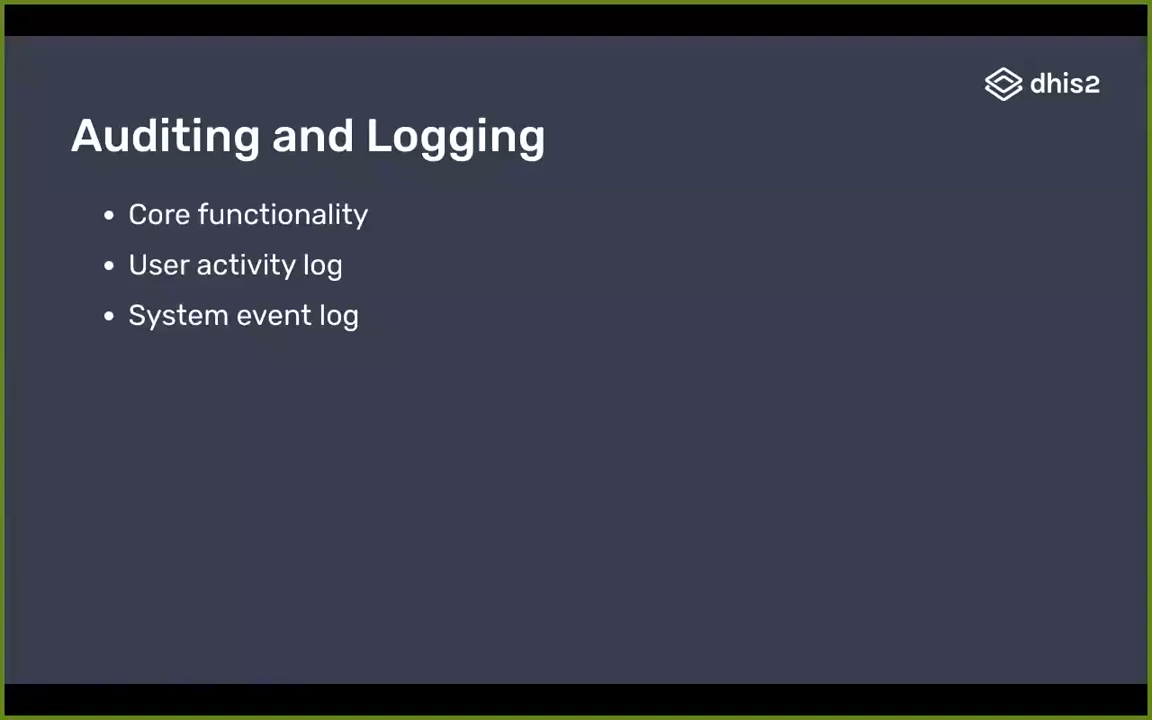 dhis2
Auditing and Logging
• Core functionality
• User activity log
• System event log